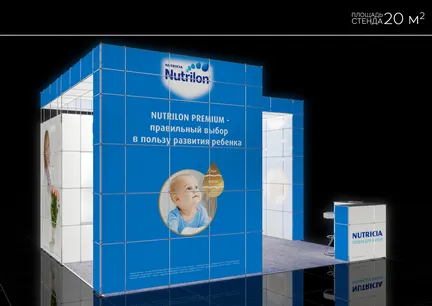 ПЛОЩАДЬ
СТЕНДА 20 м²
NUTRICIA
Nutrilon
NUTRILON PREMIUM -
правильный выбор
в пользу развития ребенка
NUTRICIA